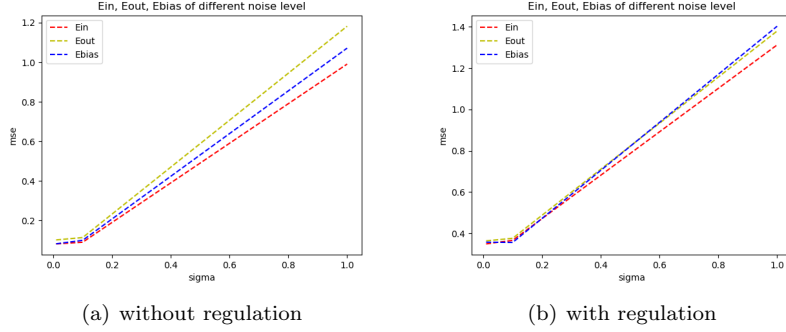 Ein, Eout, Ebias of different noise level
Ein
Eout
Ebias
mse
1.2
1.0
0.8
0.6
0.4
0.2
0.0 0.2 0.4 0.6 0.8 1.0
sigma
(a) without regulation
Ein, Eout, Ebias of different noise level
Ein
Eout
Ebias
mse
1.4
1.2
1.0
0.8
0.6
0.4
0.0 0.2 0.4 0.6 0.8 1.0
sigma
(b) with regulation